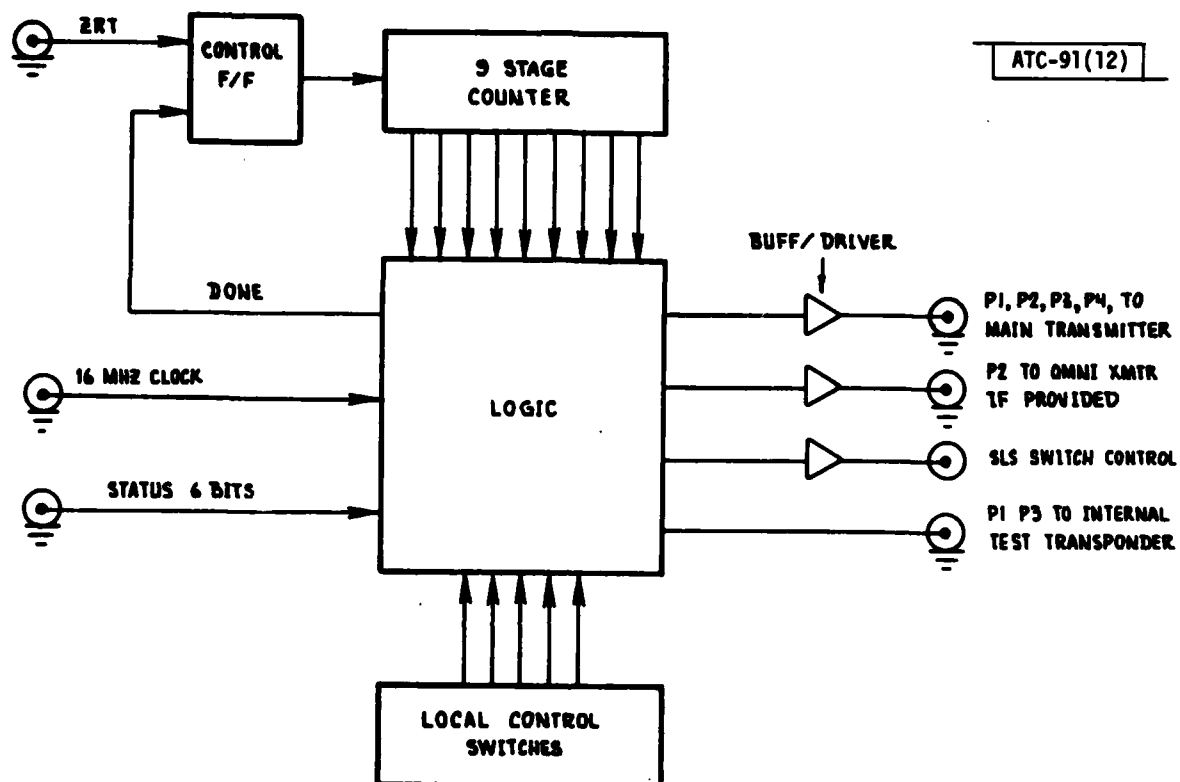 ZRT
CONTROL
F/F
9 STAGE
COUNTER
ATC-91(12)
BUFF/DRIVER
DONE
P1, P2, P3, P4, TO
MAIN TRANSMITTER
16 MHZ CLOCK
LOGIC
P2 TO OMNI XMTR
IF PROVIDED
SLS SWITCH CONTROL
STATUS 6 BITS
P1 P3 TO INTERNAL
TEST TRANSPONDER
LOCAL CONTROL
SWITCHES